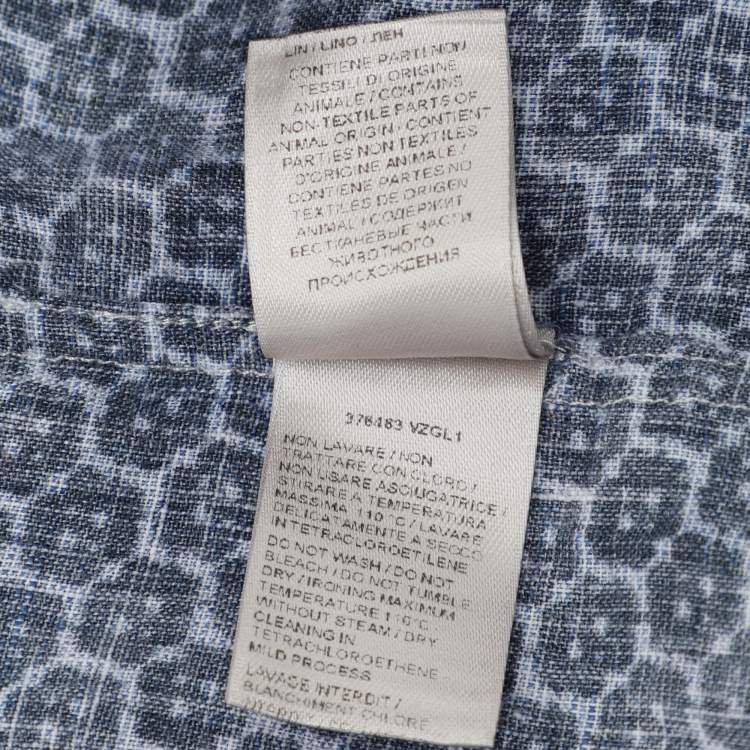 LIN / LINO / ЛЕН
CONTIENE PARTI NON
TESSILI DI ORIGINE
ANIMALE / CONTAINS
NON-TEXTILE PARTS OF
ANIMAL ORIGIN / CONTIENT
PARTIES NON TEXTILES
D'ORIGINE ANIMALE /
CONTIENE PARTES NO
TEXTILES DE ORIGEN
ANIMAL / СОДЕРЖИТ
BECTKAHEBЫE ЧАСТИ
ЖИВОТНОГО
ПРОИСХОЖДЕНИЯ
376483 VZGL1
NON LAVARE / NON
TRATTARE CON CLORO /
NON USARE ASCIUGATRICE /
STIRARE A TEMPERATURA
MASSIMA 110°C / LAVARE
DELICATAMENTE A SECCO
IN TETRACLOROETILENE
DO NOT WASH / DO NOT
BLEACH / DO NOT TUMBLE
DRY / IRONING MAXIMUM
TEMPERATURE 110°C
WITHOUT STEAM / DRY
CLEANING IN
TETRACHLOROETHENE
MILD PROCESS
LAVAGE INTERDIT /
BLANCHIMENT CHLORE